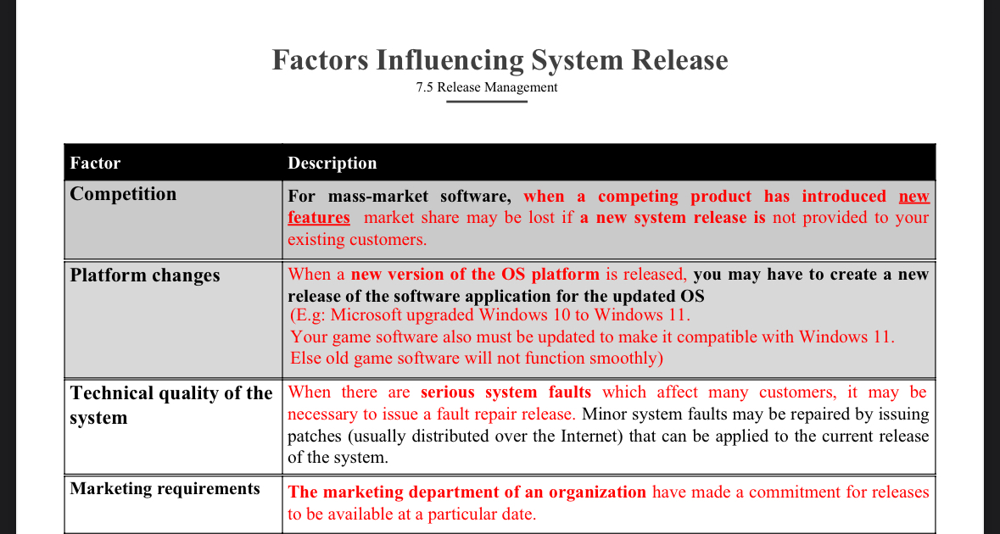 Factors Influencing System Release
7.5 Release Management
Factor Description
Competition
For mass-market software, when a competing product has introduced new
features market share may be lost if a new system release is not provided to your
existing customers.
Platform changes
When a new version of the OS platform is released, you may have to create a new
release of the software application for the updated OS
(E.g: Microsoft upgraded Windows 10 to Windows 11.
Your game software also must be updated to make it compatible with Windows 11.
Else old game software will not function smoothly)
Technical quality of the
system
When there are serious system faults which affect many customers, it may be
necessary to issue a fault repair release. Minor system faults may be repaired by issuing
patches (usually distributed over the Internet) that can be applied to the current release
of the system.
Marketing requirements
The marketing department of an organization have made a commitment for releases
to be available at a particular date.